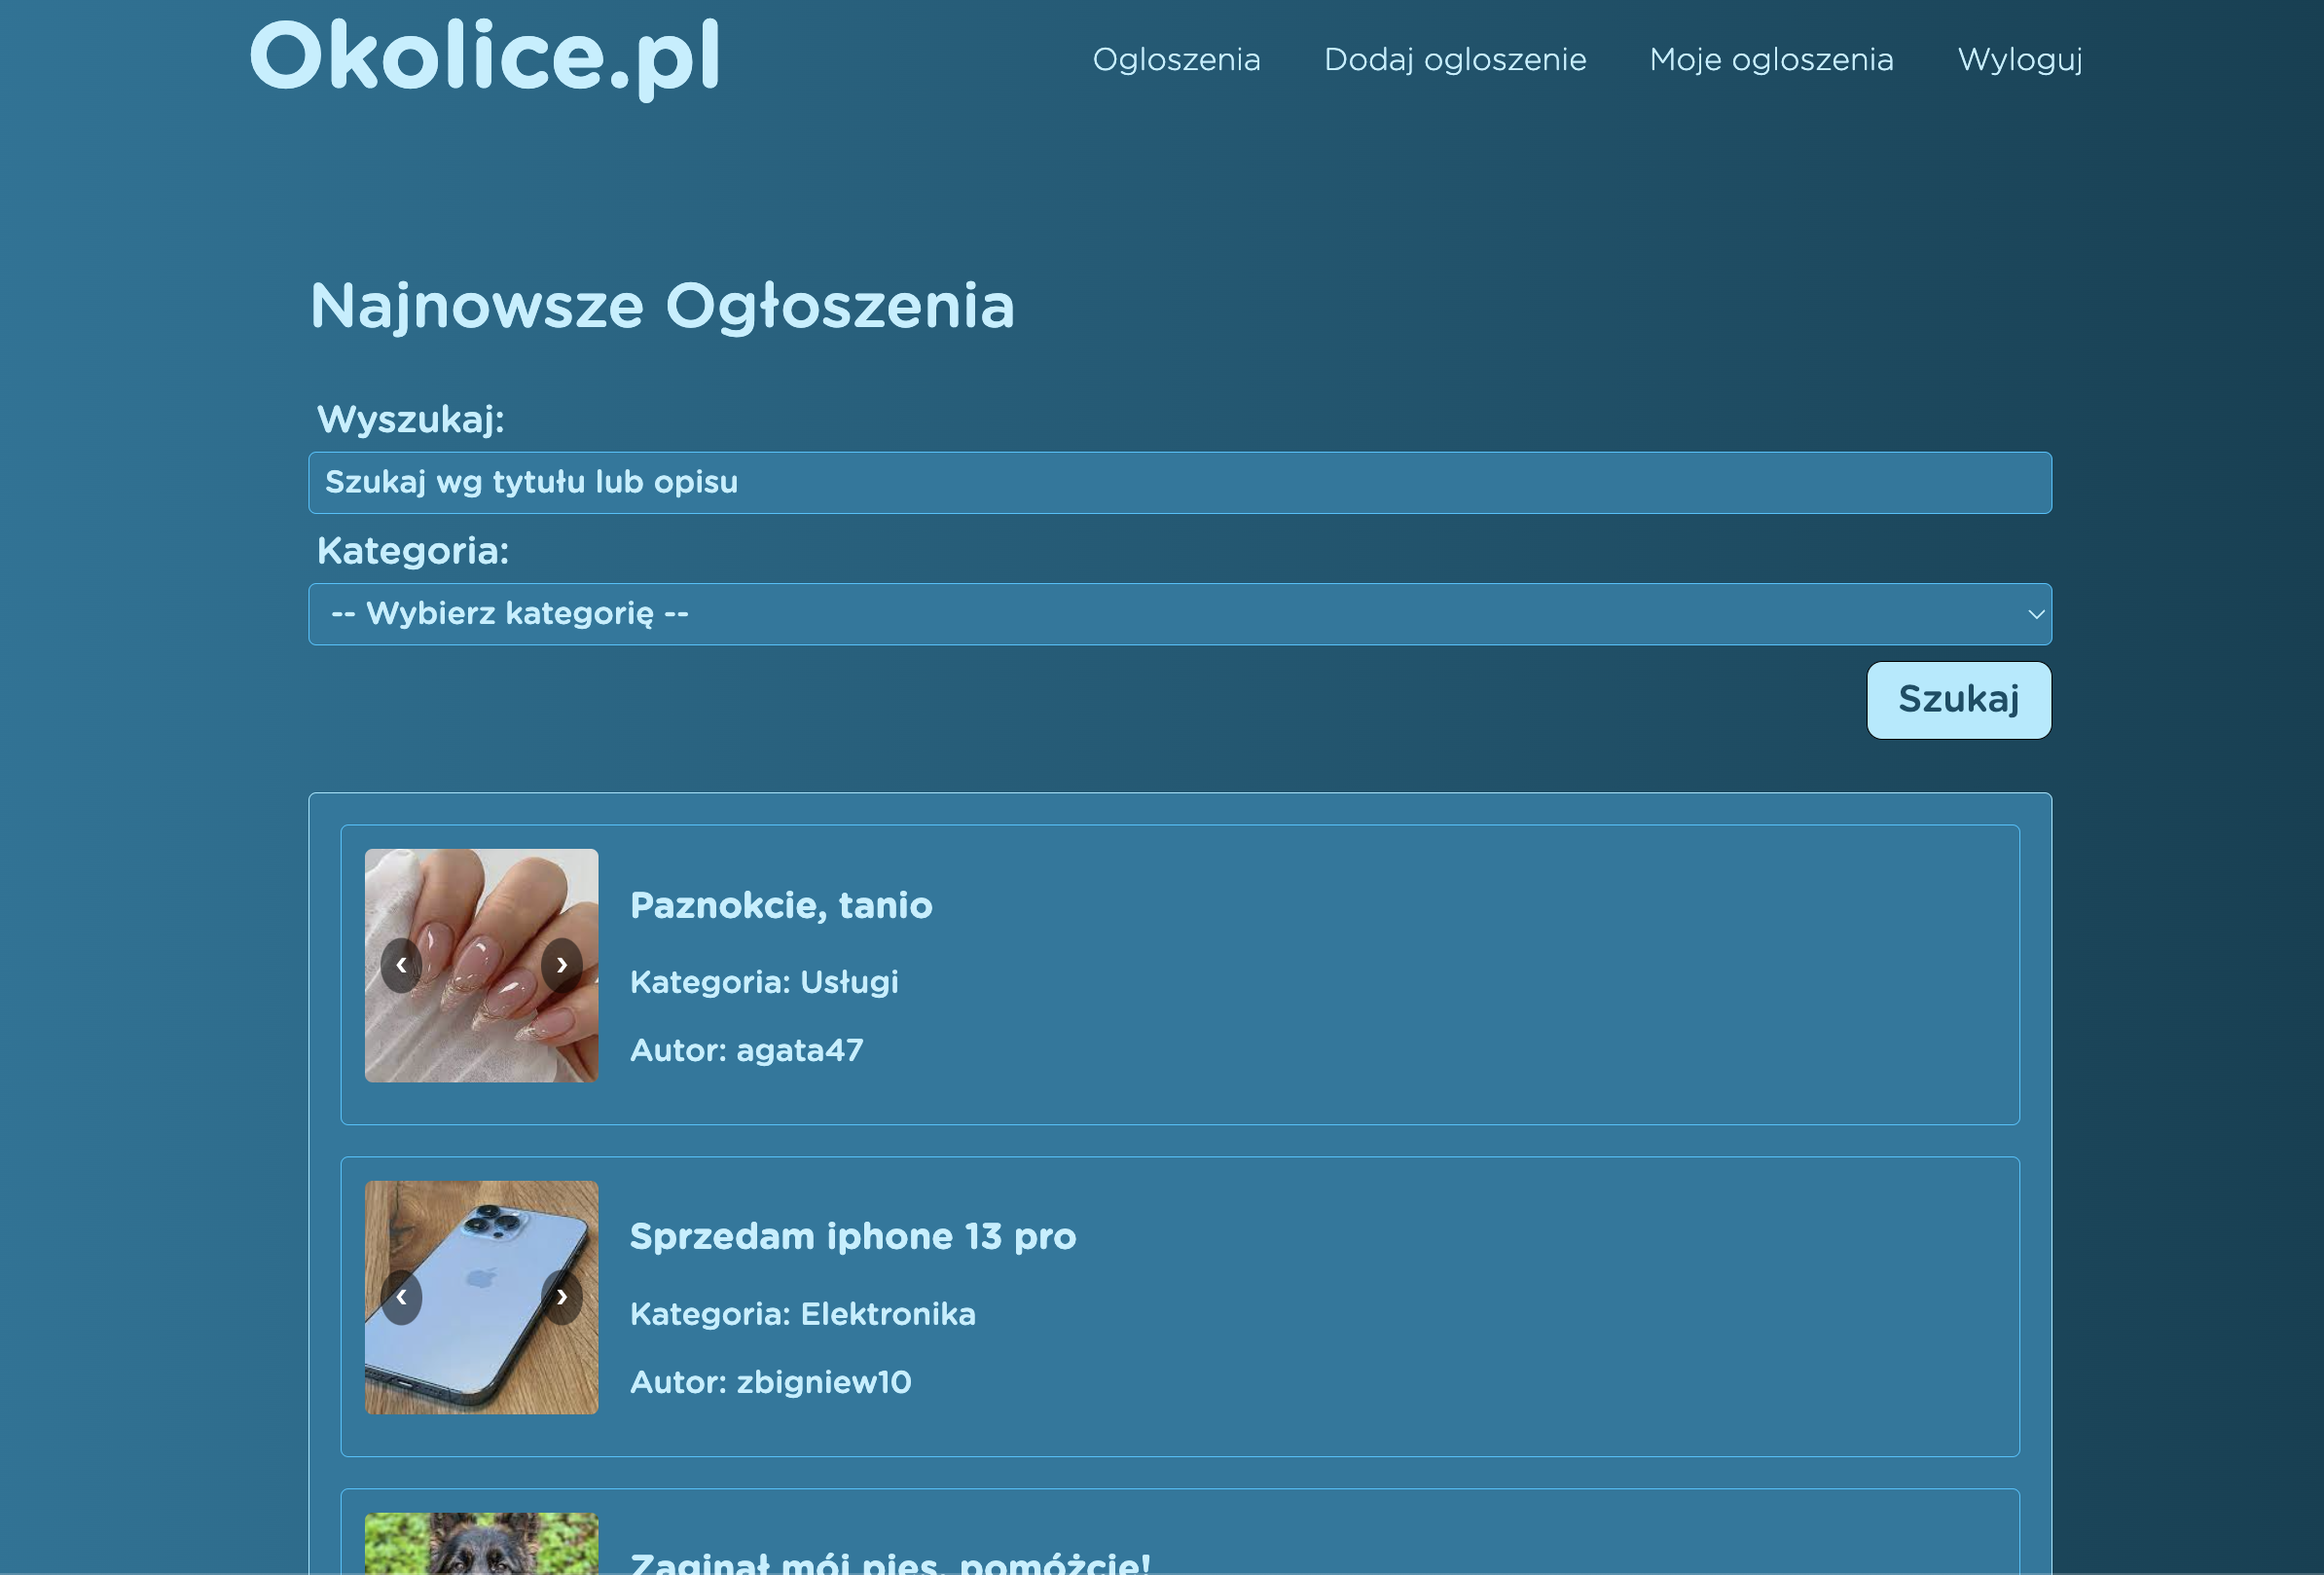 Okolice.pl
Ogloszenia Dodaj ogloszenie Moje ogloszenia Wyloguj
Najnowsze Ogłoszenia
Wyszukaj:
Szukaj wg tytułu lub opisu
Kategoria:
-- Wybierz kategorię --
Szukaj
Paznokcie, tanio
Kategoria: Usługi
Autor: agata47
Sprzedam iphone 13 pro
Kategoria: Elektronika
Autor: zbigniew10
Zaginął mój pies, pomóżcie!